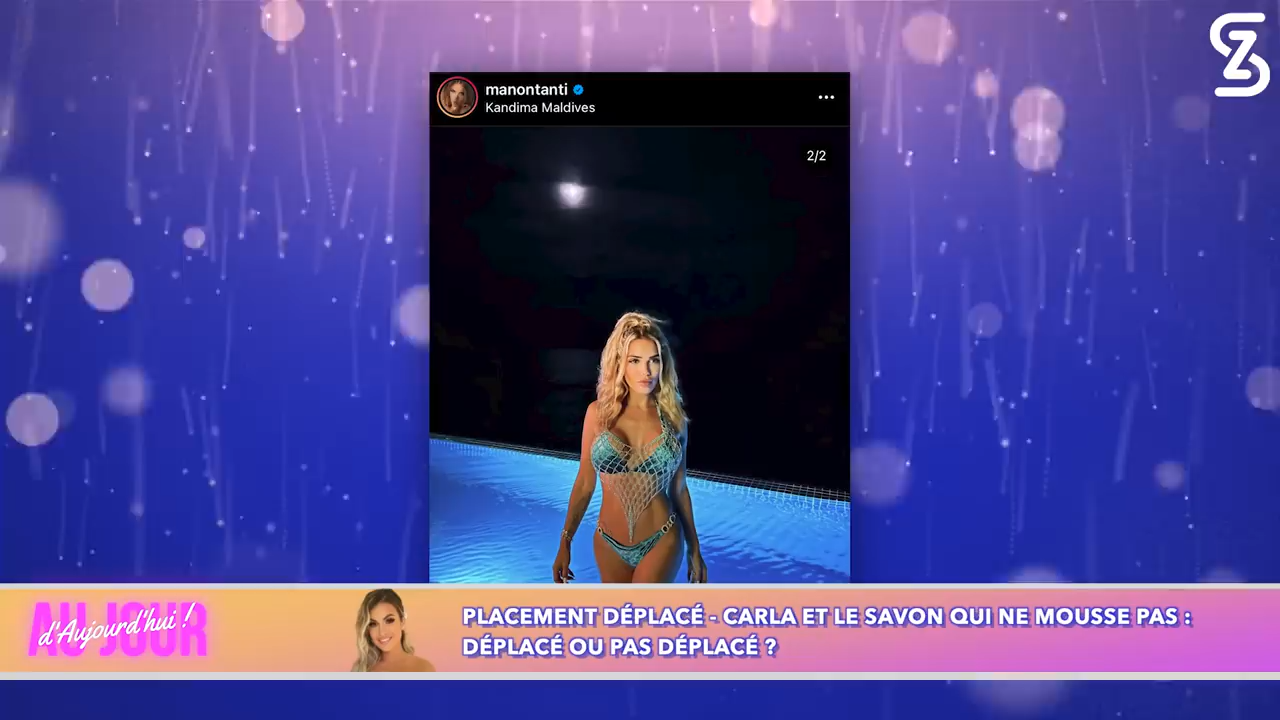 manontanti
Kandima Maldives
2/2
AU JOUR
d'Aujourd'hui !
PLACEMENT DÉPLACÉ - CARLA ET LE SAVON QUI NE MOUSSE PAS :
DÉPLACÉ OU PAS DÉPLACÉ ?